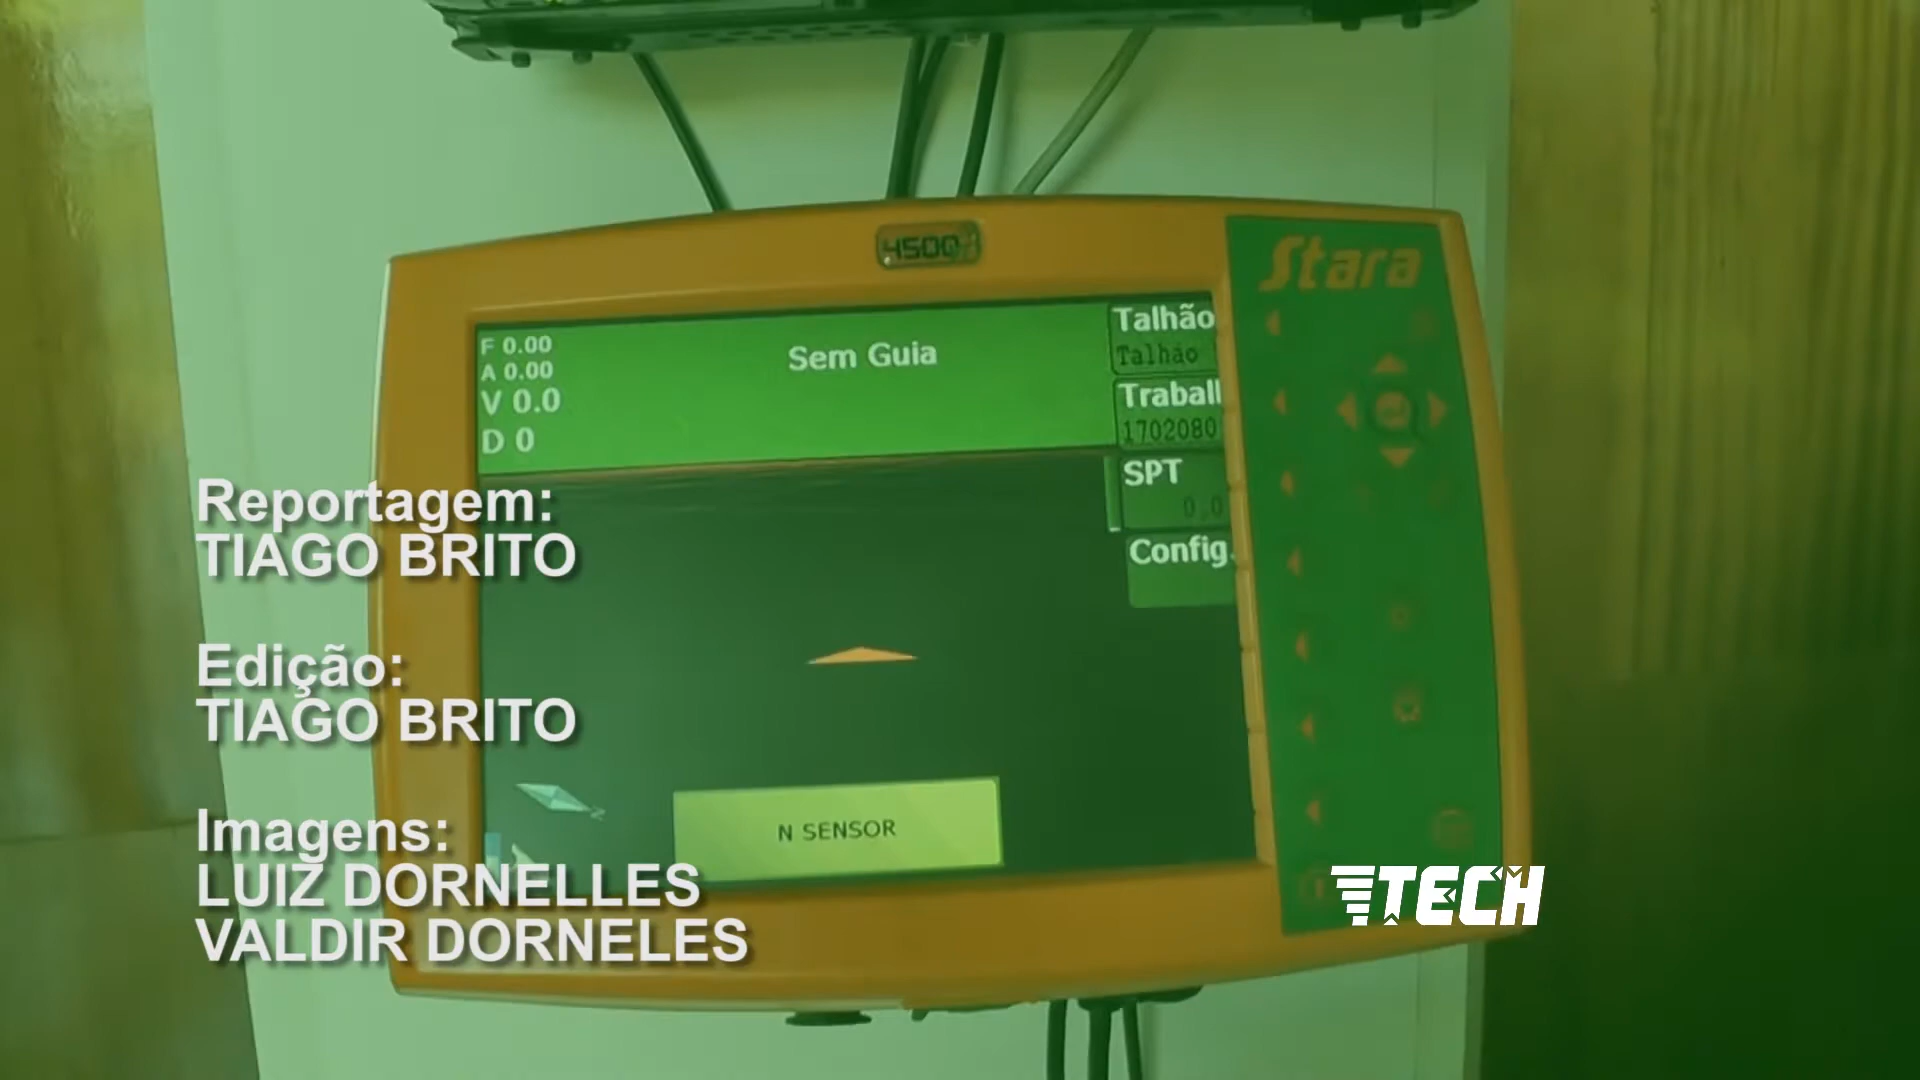 4500
Stara
F 0.00
A 0.00
V 0.0
D 0
Sem Guia
Talhão
Talhão
Traball
1702080
SPT
0,0
Config.
N SENSOR
Reportagem:
TIAGO BRITO
Edição:
TIAGO BRITO
Imagens:
LUIZ DORNELLES
VALDIR DORNELES
TECH